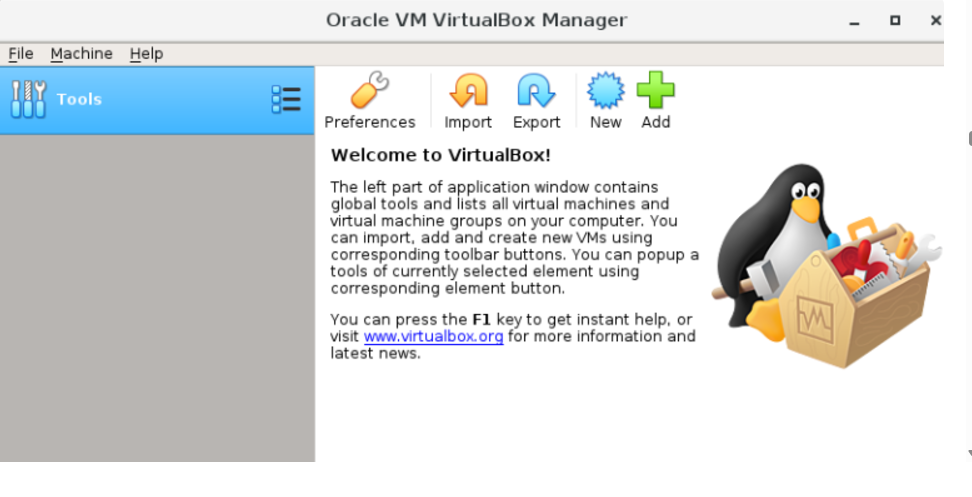 Oracle VM VirtualBox Manager
File Machine Help
Tools
Preferences Import Export New Add
Welcome to VirtualBox!
The left part of application window contains
global tools and lists all virtual machines and
virtual machine groups on your computer. You
can import, add and create new VMs using
corresponding toolbar buttons. You can popup a
tools of currently selected element using
corresponding element button.
You can press the F1 key to get instant help, or
visit www.virtualbox.org for more information and
latest news.